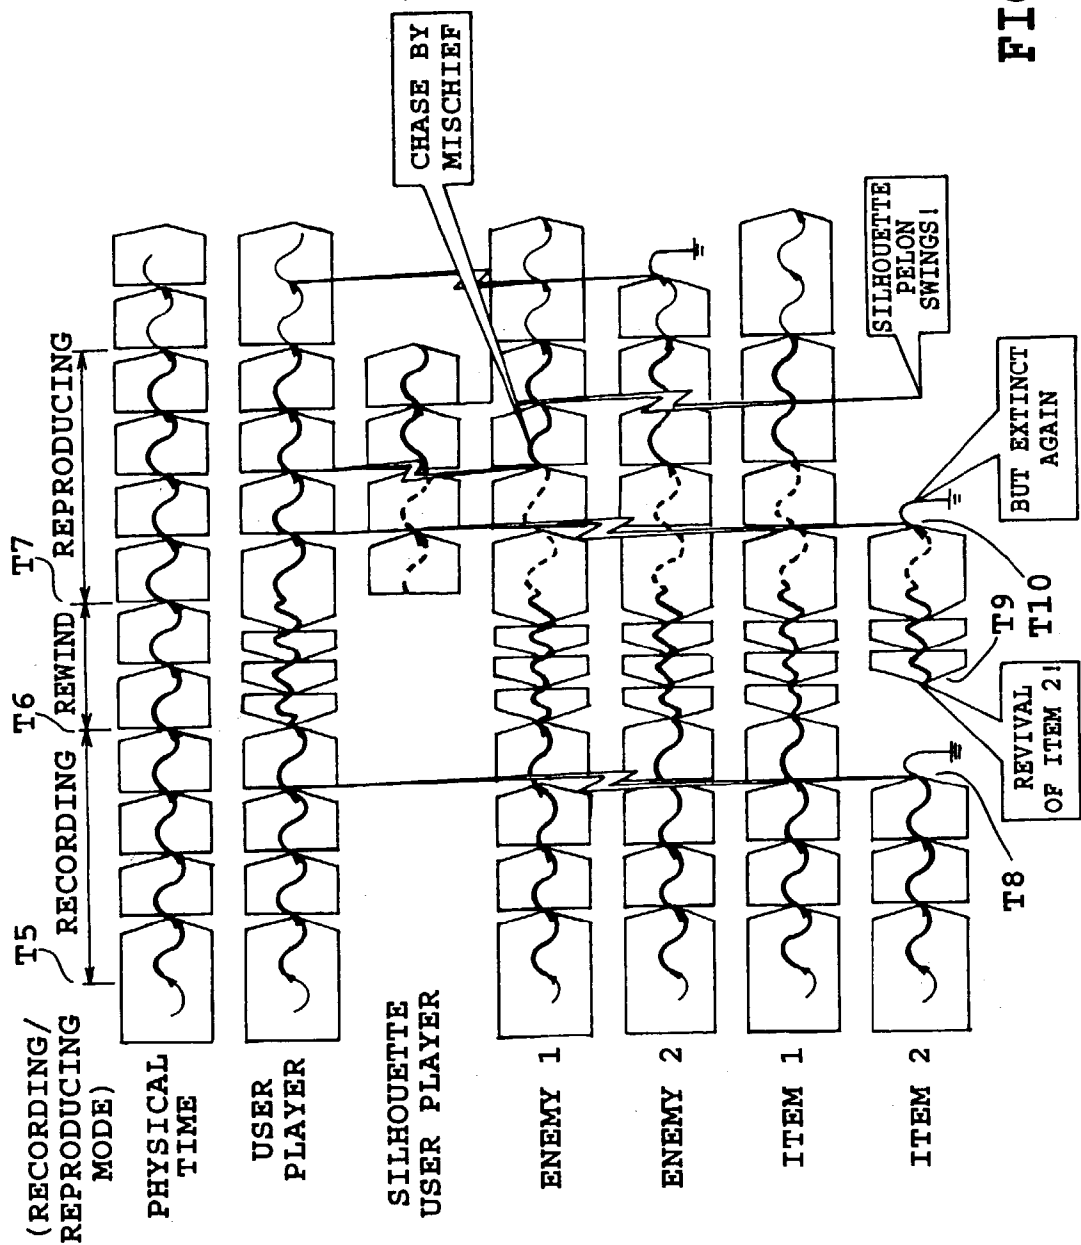 (RECORDING/
REPRODUCING
MODE)
T5
RECORDING
T6
REWIND
T7
REPRODUCING
PHYSICAL
TIME
USER
PLAYER
SILHOUETTE
USER PLAYER
CHASE BY
MISCHIEF
ENEMY 1
ENEMY 2
ITEM 1
SILHOUETTE
PELON
SWINGS!
ITEM 2
T8
REVIVAL
OF ITEM 2!
T9
T10
BUT EXTINCT
AGAIN